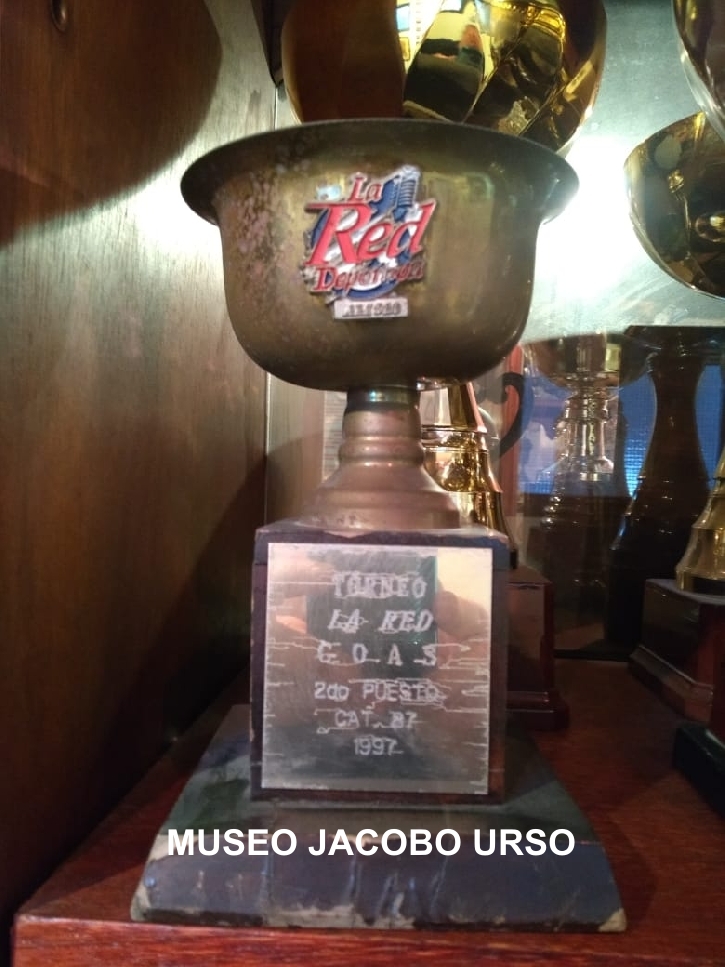 La
Red
Deportiva
TORNEO
LA RED
G O A S
2do PUESTO
CAT. 87
1997
MUSEO JACOBO URSO